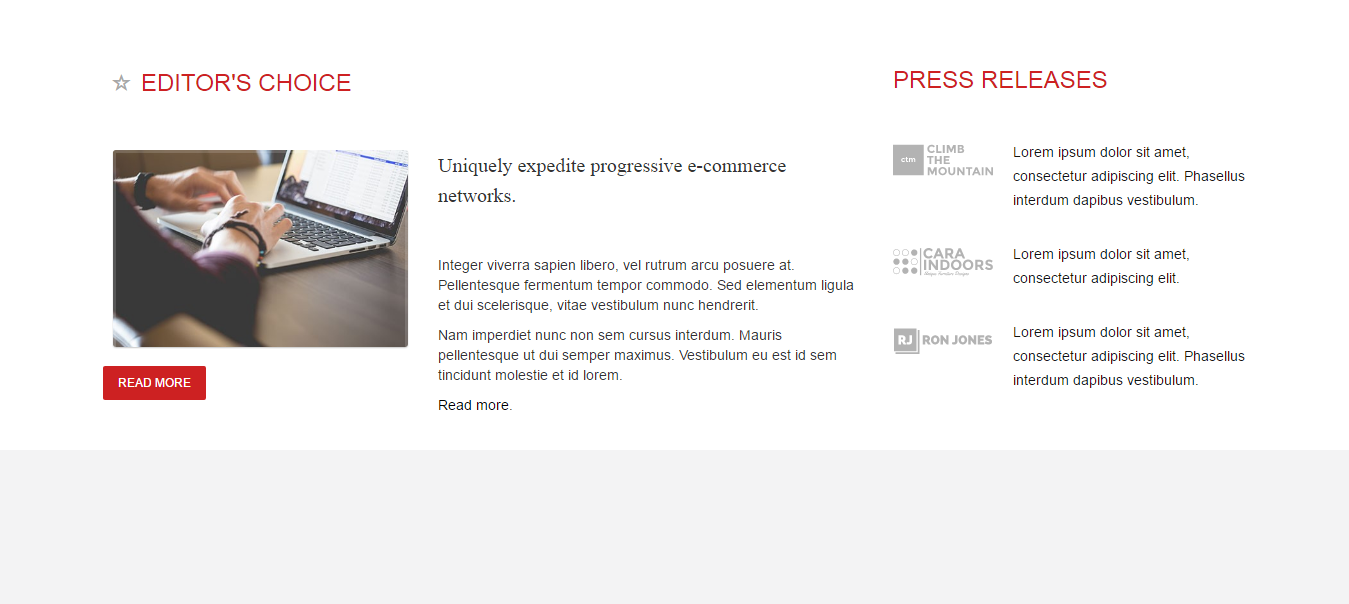 EDITOR'S CHOICE
Uniquely expedite progressive e-commerce
networks.
Integer viverra sapien libero, vel rutrum arcu posuere at.
Pellentesque fermentum tempor commodo. Sed elementum ligula
et dui scelerisque, vitae vestibulum nunc hendrerit.
Nam imperdiet nunc non sem cursus interdum. Mauris
pellentesque ut dui semper maximus. Vestibulum eu est id sem
tincidunt molestie et id lorem.
Read more.
READ MORE
PRESS RELEASES
ctm
CLIMB
THE
MOUNTAIN
Lorem ipsum dolor sit amet,
consectetur adipiscing elit. Phasellus
interdum dapibus vestibulum.
CARA
INDOORS
Lorem ipsum dolor sit amet,
consectetur adipiscing elit.
RJ RON JONES
Lorem ipsum dolor sit amet,
consectetur adipiscing elit. Phasellus
interdum dapibus vestibulum.